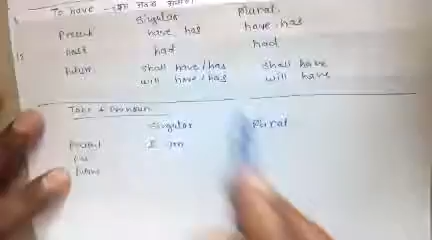 To have -
Singular Plural.
Present have, has have, has
Past had had
Future shall have/has shall have
will have/has will have
Singular Plural
Present I am
Future